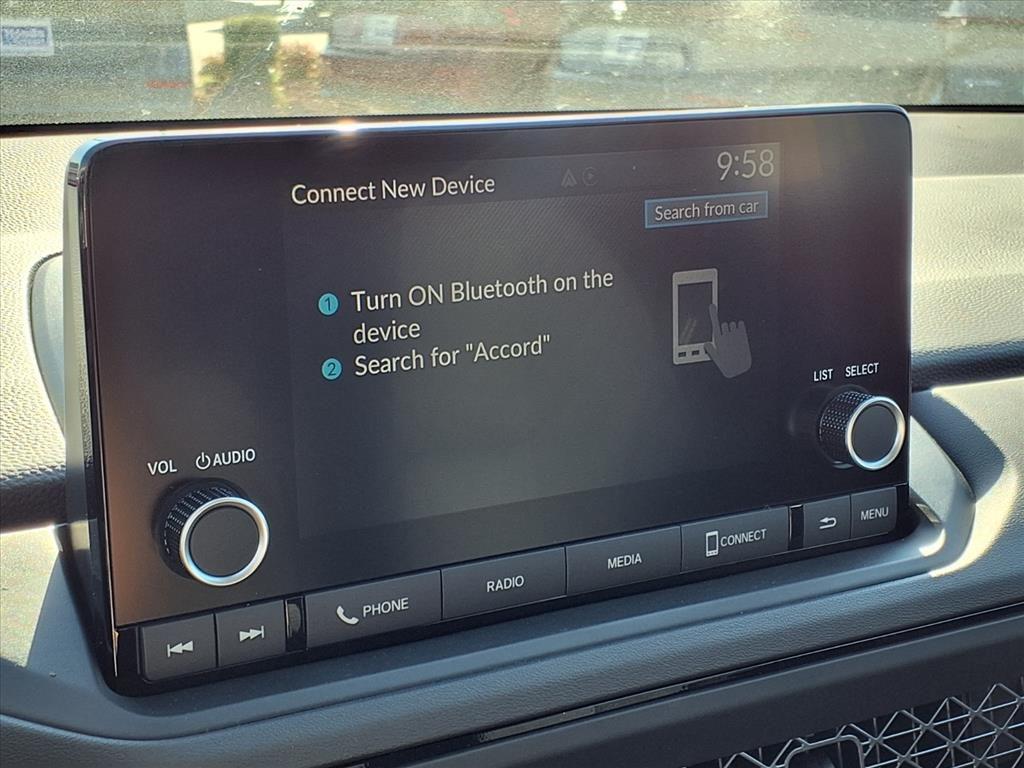 Connect New Device
9:58
Search from car
1 Turn ON Bluetooth on the
device
2 Search for "Accord"
LIST SELECT
VOL AUDIO
PHONE
RADIO
MEDIA
CONNECT
MENU